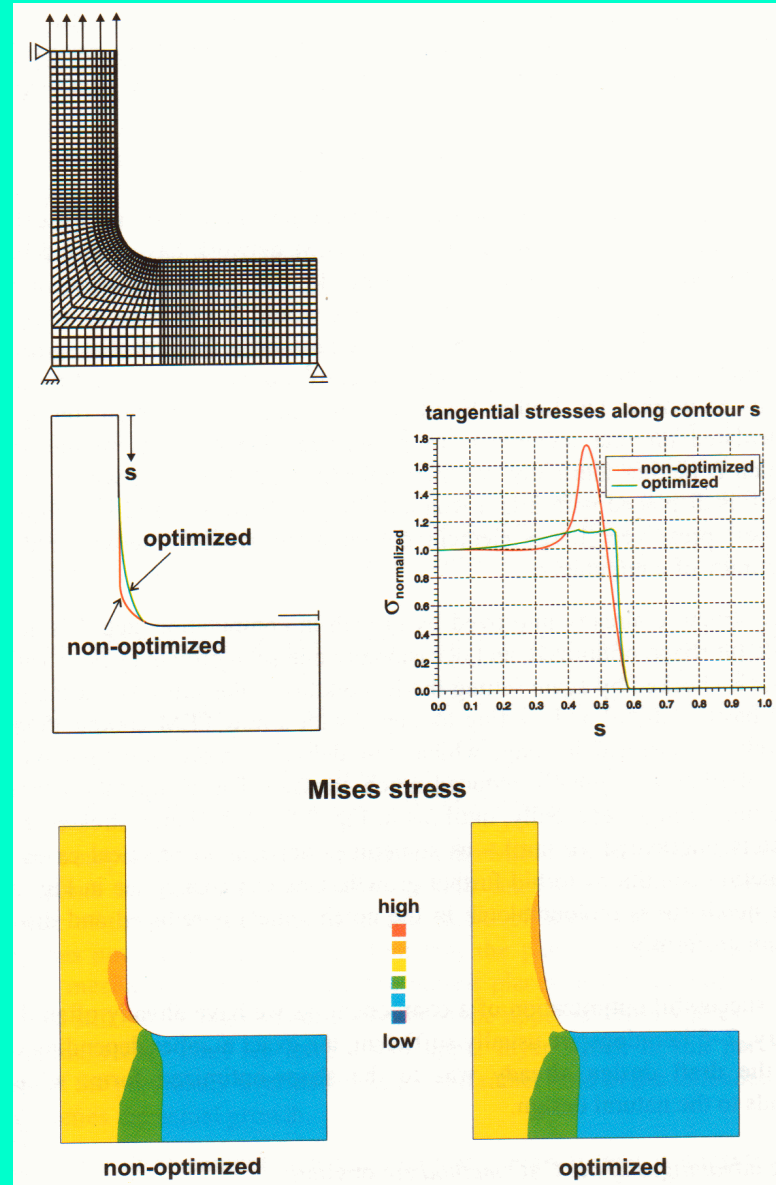 tangential stresses along contour s
1.8
1.6
1.4
1.2
1.0
0.8
0.6
0.4
0.2
0.0
σnormalized
non-optimized
optimized
0.0 0.1 0.2 0.3 0.4 0.5 0.6 0.7 0.8 0.9 1.0
s
s
optimized
non-optimized
Mises stress
high
low
non-optimized
optimized